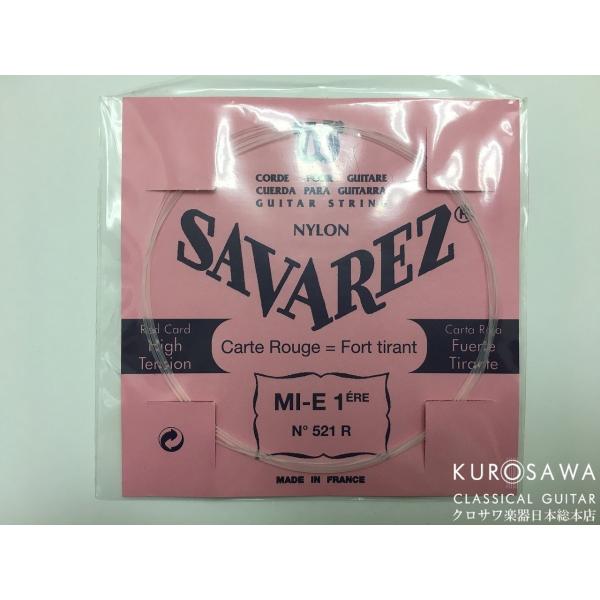 CORDE POUR GUITARE
CUERDA PARA GUITARRA
GUITAR STRING
NYLON
SAVAREZ®
Red Card
High
Tension
Carte Rouge = Fort tirant
Carta Roja
Fuerte
Tirante
MI-E 1ÉRE
N° 521 R
MADE IN FRANCE
KUROSAWA
CLASSICAL GUITAR
クロサワ楽器日本総本店